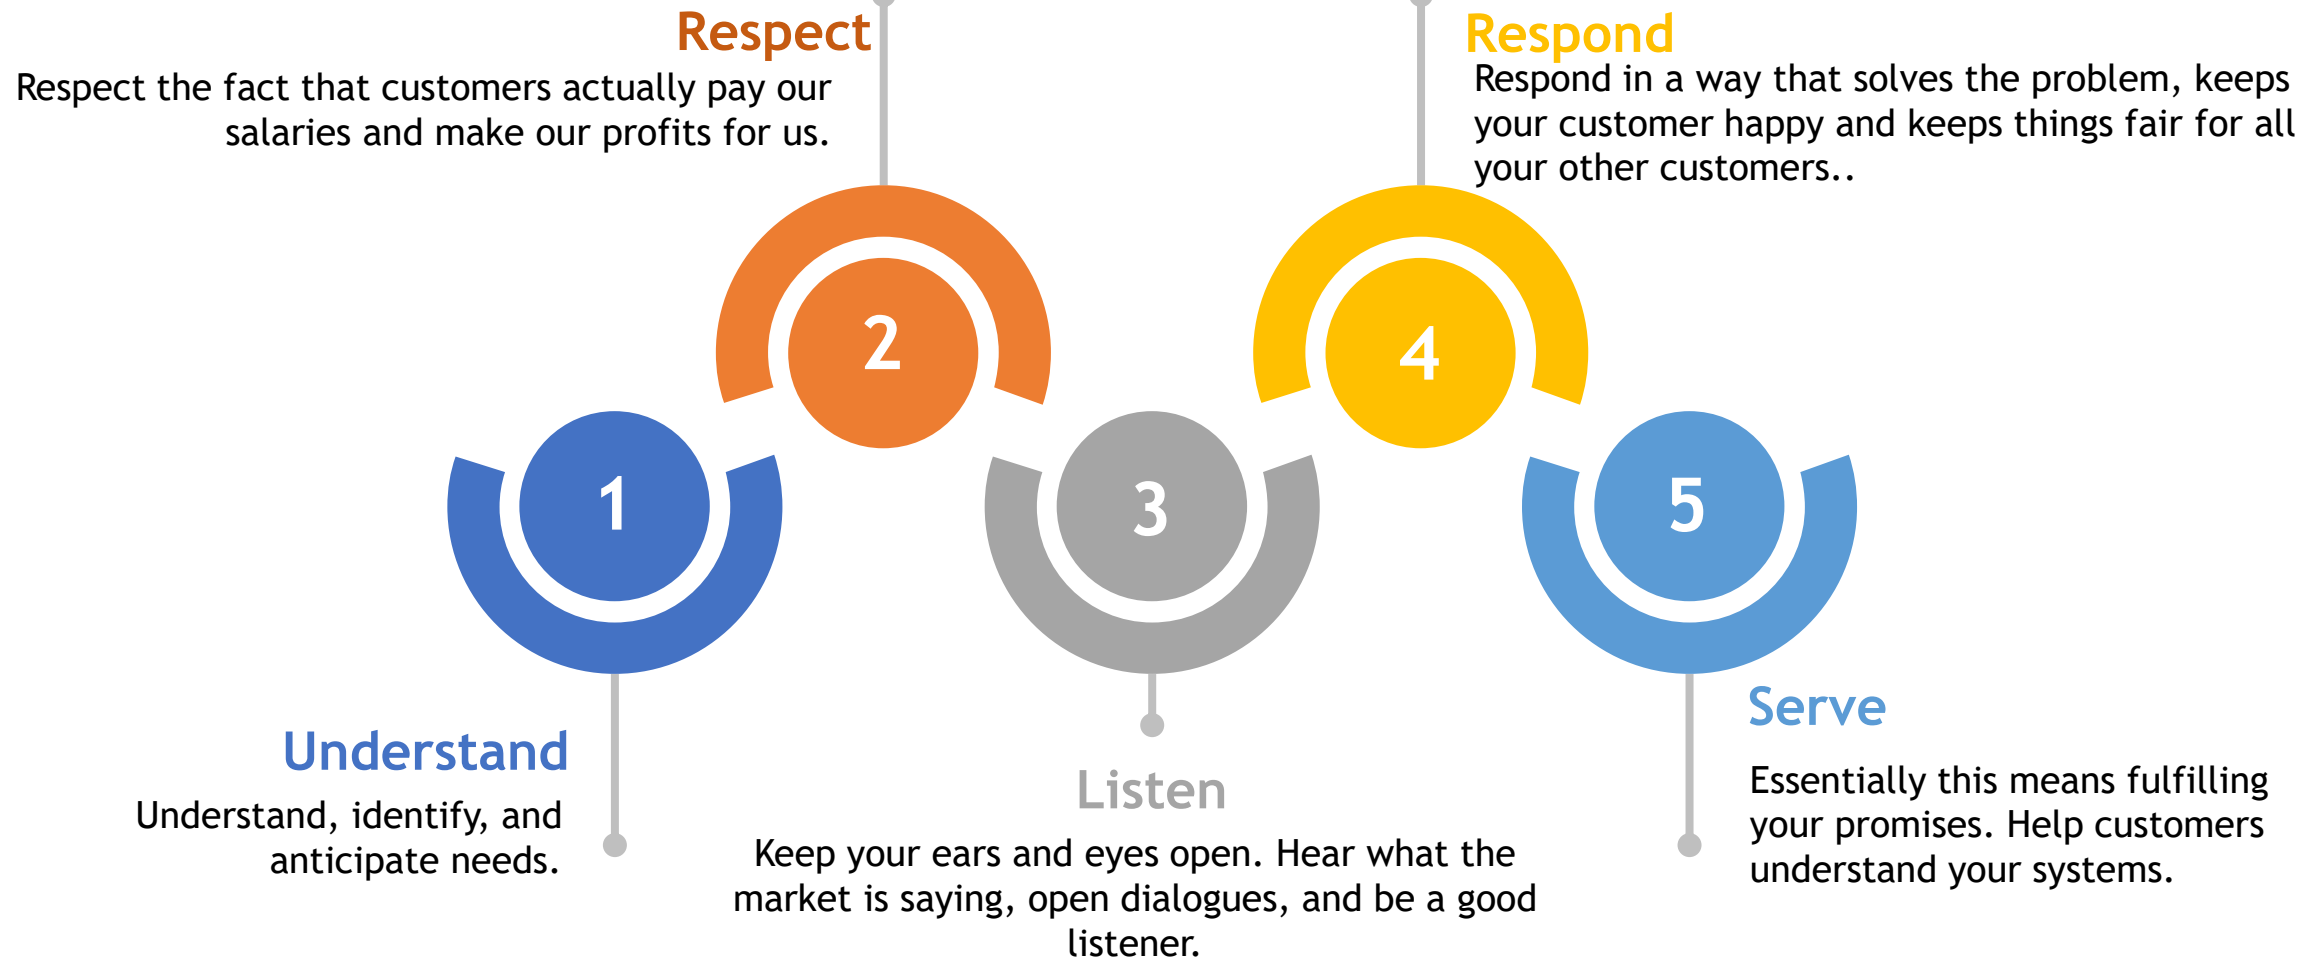 Respect
Respect the fact that customers actually pay our
salaries and make our profits for us.
Respond
Respond in a way that solves the problem, keeps
your customer happy and keeps things fair for all
your other customers..
2
4
1
3
5
Understand
Understand, identify, and
anticipate needs.
Listen
Keep your ears and eyes open. Hear what the
market is saying, open dialogues, and be a good
listener.
Serve
Essentially this means fulfilling
your promises. Help customers
understand your systems.